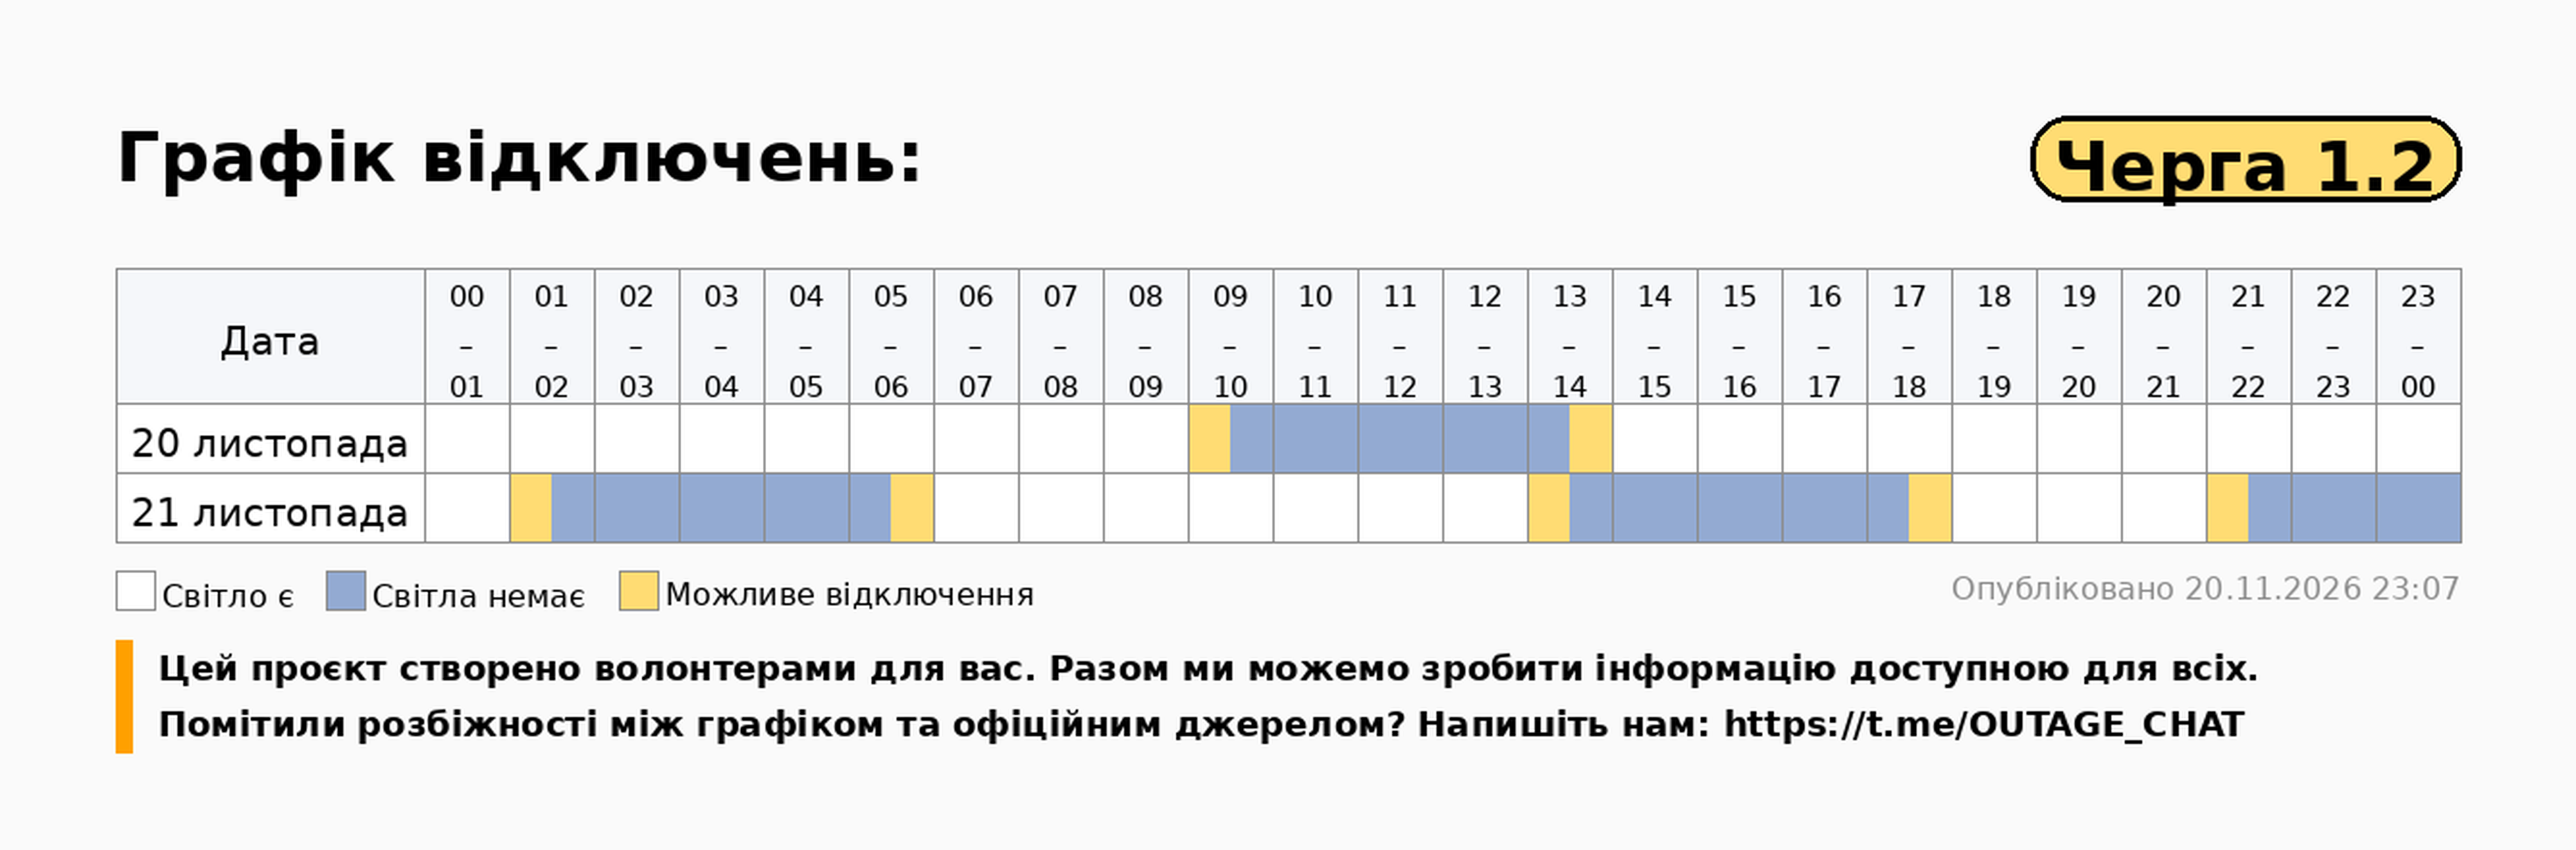 Графік відключень:
Черга 1.2
Дата
00 – 01
01 – 02
02 – 03
03 – 04
04 – 05
05 – 06
06 – 07
07 – 08
08 – 09
09 – 10
10 – 11
11 – 12
12 – 13
13 – 14
14 – 15
15 – 16
16 – 17
17 – 18
18 – 19
19 – 20
20 – 21
21 – 22
22 – 23
23 – 00
20 листопада
21 листопада
Світло є
Світла немає
Можливе відключення
Опубліковано 20.11.2026 23:07
Цей проєкт створено волонтерами для вас. Разом ми можемо зробити інформацію доступною для всіх.
Помітили розбіжності між графіком та офіційним джерелом? Напишіть нам: https://t.me/OUTAGE_CHAT